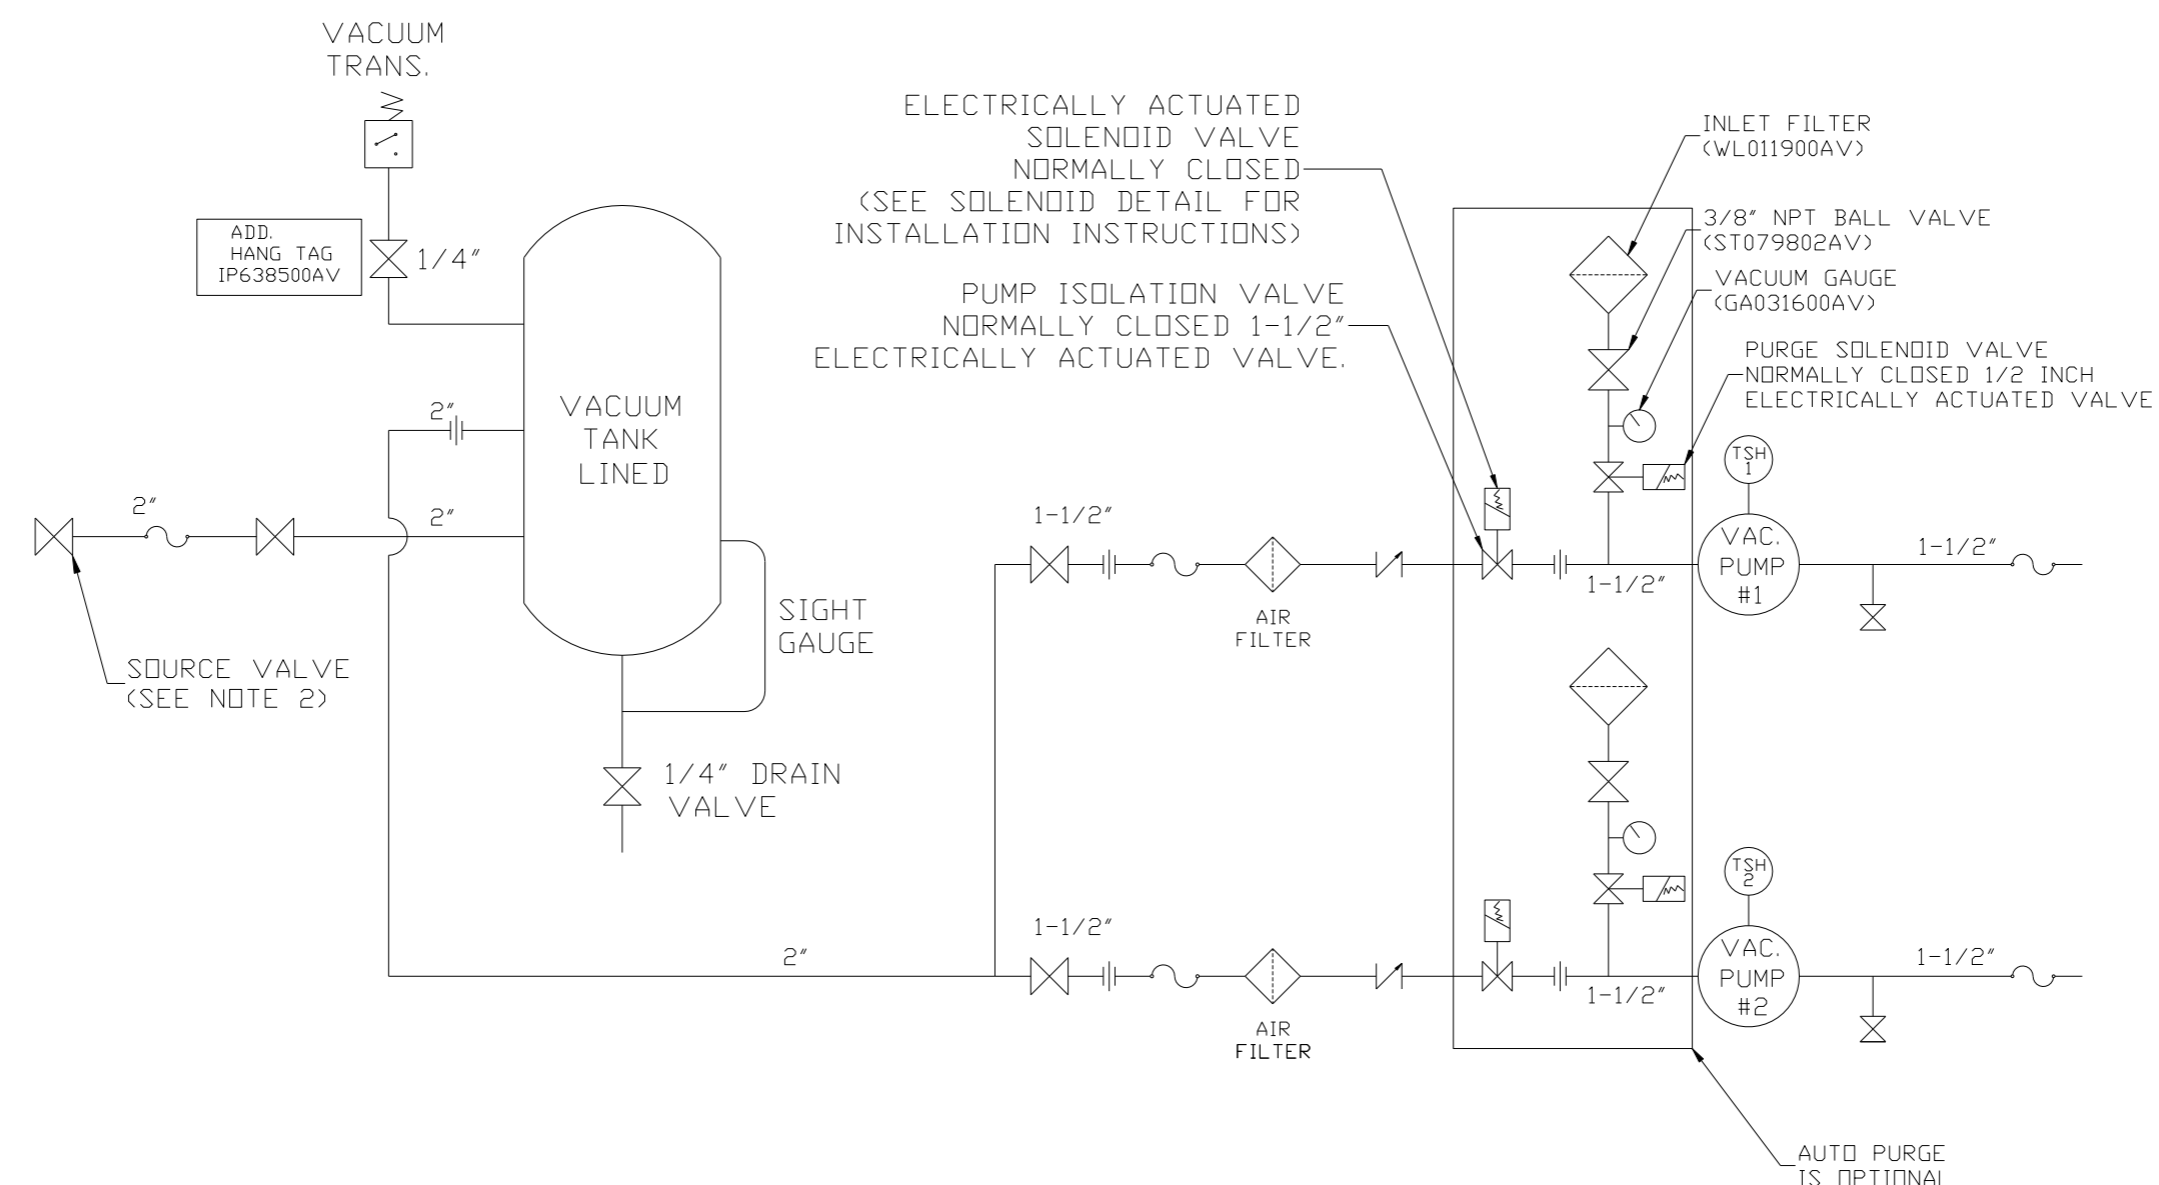 VACUUM
TRANS.
ADD.
HANG TAG
IP638500AV
1/4"
2"
VACUUM
TANK
LINED
2"
2"
SOURCE VALVE
(SEE NOTE 2)
SIGHT
GAUGE
1/4" DRAIN
VALVE
2"
ELECTRICALLY ACTUATED
SOLENOID VALVE
NORMALLY CLOSED
(SEE SOLENOID DETAIL FOR
INSTALLATION INSTRUCTIONS)
PUMP ISOLATION VALVE
NORMALLY CLOSED 1-1/2"
ELECTRICALLY ACTUATED VALVE.
INLET FILTER
(WL011900AV)
3/8" NPT BALL VALVE
(ST079802AV)
VACUUM GAUGE
(GA031600AV)
PURGE SOLENOID VALVE
NORMALLY CLOSED 1/2 INCH
ELECTRICALLY ACTUATED VALVE
1-1/2"
AIR
FILTER
1-1/2"
TSH
1
VAC.
PUMP
#1
1-1/2"
1-1/2"
AIR
FILTER
1-1/2"
TSH
2
VAC.
PUMP
#2
1-1/2"
AUTO PURGE
IS OPTIONAL